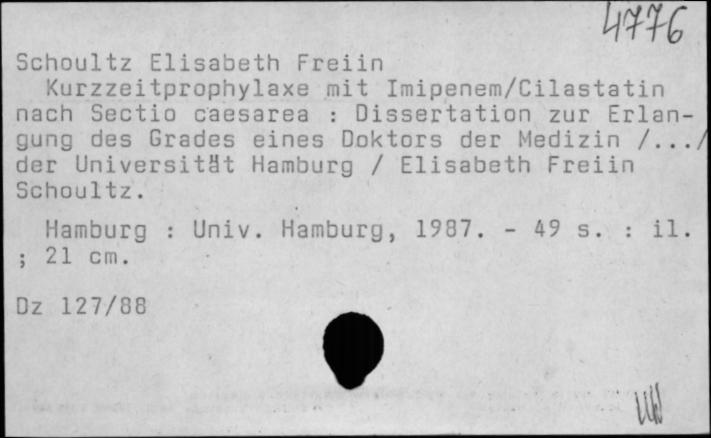 4776
Schoultz Elisabeth Freiin
Kurzzeitprophylaxe mit Imipenem/Cilastatin
nach Sectio caesarea : Dissertation zur Erlan-
gung des Grades eines Doktors der Medizin /.../
der Universität Hamburg / Elisabeth Freiin
Schoultz.
Hamburg : Univ. Hamburg, 1987. - 49 s. : il.
; 21 cm.
Dz 127/88